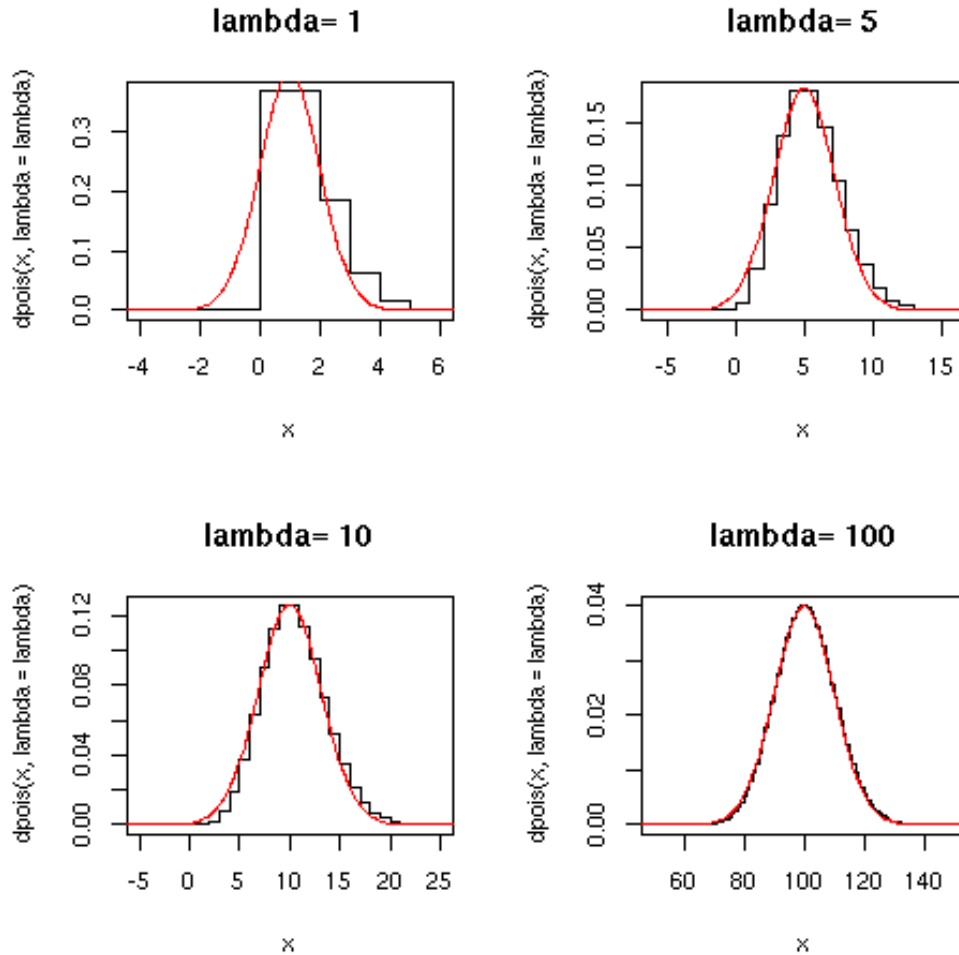 lambda= 1
dpois(x, lambda = lambda)
0.0 0.1 0.2 0.3
-4 -2 0 2 4 6
x
lambda= 5
dpois(x, lambda = lambda)
0.00 0.05 0.10 0.15
-5 0 5 10 15
x
lambda= 10
dpois(x, lambda = lambda)
0.00 0.04 0.08 0.12
-5 0 5 10 15 20 25
x
lambda= 100
dpois(x, lambda = lambda)
0.00 0.02 0.04
60 80 100 120 140
x